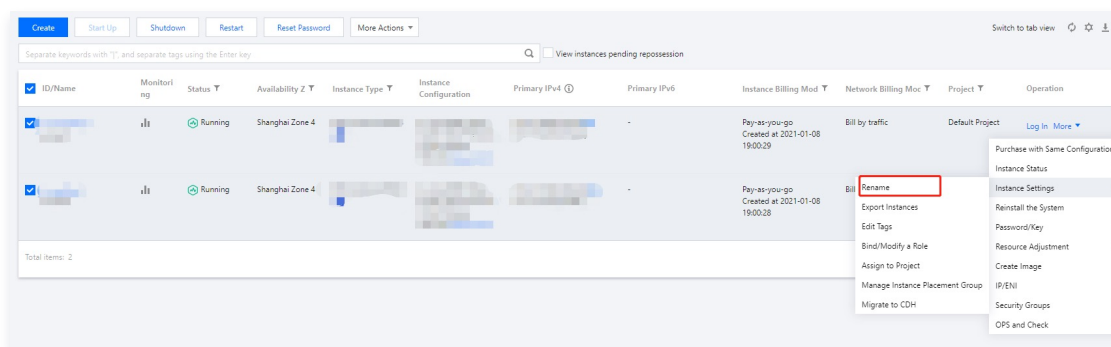 Create Start Up Shutdown Restart Reset Password More Actions
Switch to tab view
Separate keywords with "|", and separate tags using the Enter key
View instances pending repossession
ID/Name Monitori
ng Status Availability Z Instance Type Instance
Configuration Primary IPv4 Primary IPv6 Instance Billing Mod Network Billing Moc Project Operation
Running Shanghai Zone 4 - Pay-as-you-go
Created at 2021-01-08
19:00:29 Bill by traffic Default Project Log In More
Running Shanghai Zone 4 - Pay-as-you-go
Created at 2021-01-08
19:00:28 Bil
Total items: 2
Purchase with Same Configuration
Instance Status
Instance Settings
Reinstall the System
Password/Key
Resource Adjustment
Create Image
IP/ENI
Security Groups
OPS and Check
Rename
Export Instances
Edit Tags
Bind/Modify a Role
Assign to Project
Manage Instance Placement Group
Migrate to CDH